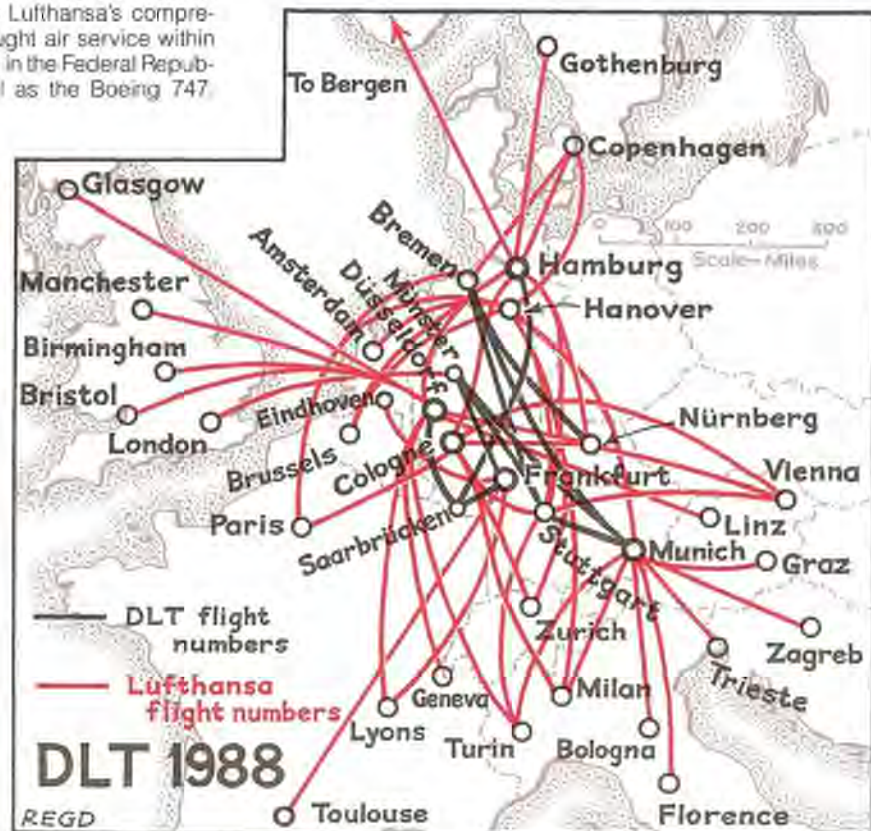 Lufthansa's compre-
ught air service within
in the Federal Repub-
l as the Boeing 747.
To Bergen
Gothenburg
Copenhagen
Glasgow
Bremen
Hamburg
0 100 200 300
Scale—Miles
Amsterdam
Düsseldorf
Münster
Hanover
Manchester
Birmingham
Bristol
London
Eindhoven
Brussels
Cologne
Nürnberg
Frankfurt
Vienna
Paris
Saarbrücken
Stuttgart
Linz
Munich
Graz
DLT flight
numbers
Zurich
Zagreb
Trieste
Lufthansa
flight numbers
Geneva
Milan
Lyons
Turin
Bologna
DLT 1988
REGD
Toulouse
Florence